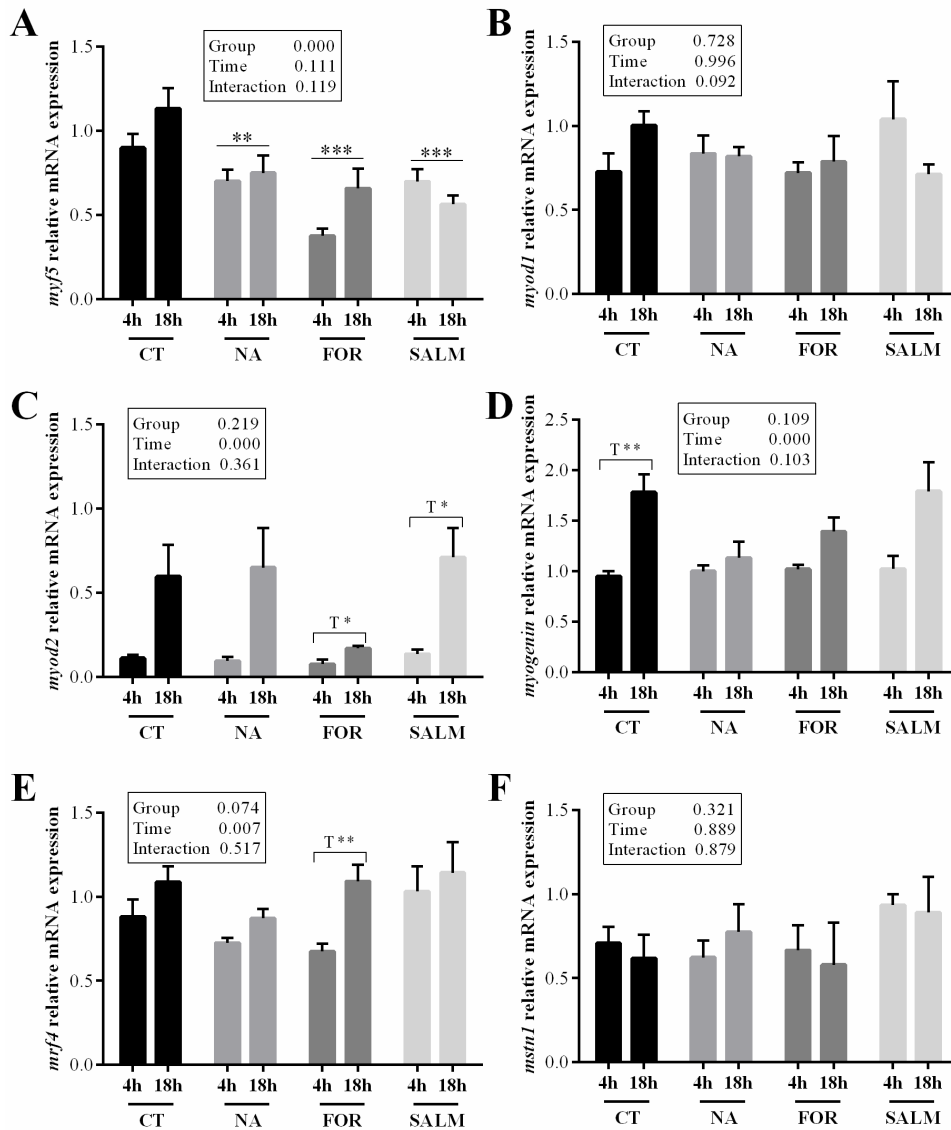 A
myf5 relative mRNA expression
1.5
1.0
0.5
0.0
Group 0.000
Time 0.111
Interaction 0.119
**
***
***
4h 18h 4h 18h 4h 18h 4h 18h
CT NA FOR SALM
B
myod1 relative mRNA expression
1.5
1.0
0.5
0.0
Group 0.728
Time 0.996
Interaction 0.092
4h 18h 4h 18h 4h 18h 4h 18h
CT NA FOR SALM
C
myod2 relative mRNA expression
1.5
1.0
0.5
0.0
Group 0.219
Time 0.000
Interaction 0.361
T *
T *
4h 18h 4h 18h 4h 18h 4h 18h
CT NA FOR SALM
D
myogenin relative mRNA expression
2.5
2.0
1.5
1.0
0.5
0.0
Group 0.109
Time 0.000
Interaction 0.103
T **
4h 18h 4h 18h 4h 18h 4h 18h
CT NA FOR SALM
E
mrf4 relative mRNA expression
1.5
1.0
0.5
0.0
Group 0.074
Time 0.007
Interaction 0.517
T **
4h 18h 4h 18h 4h 18h 4h 18h
CT NA FOR SALM
F
mstn1 relative mRNA expression
1.5
1.0
0.5
0.0
Group 0.321
Time 0.889
Interaction 0.879
4h 18h 4h 18h 4h 18h 4h 18h
CT NA FOR SALM